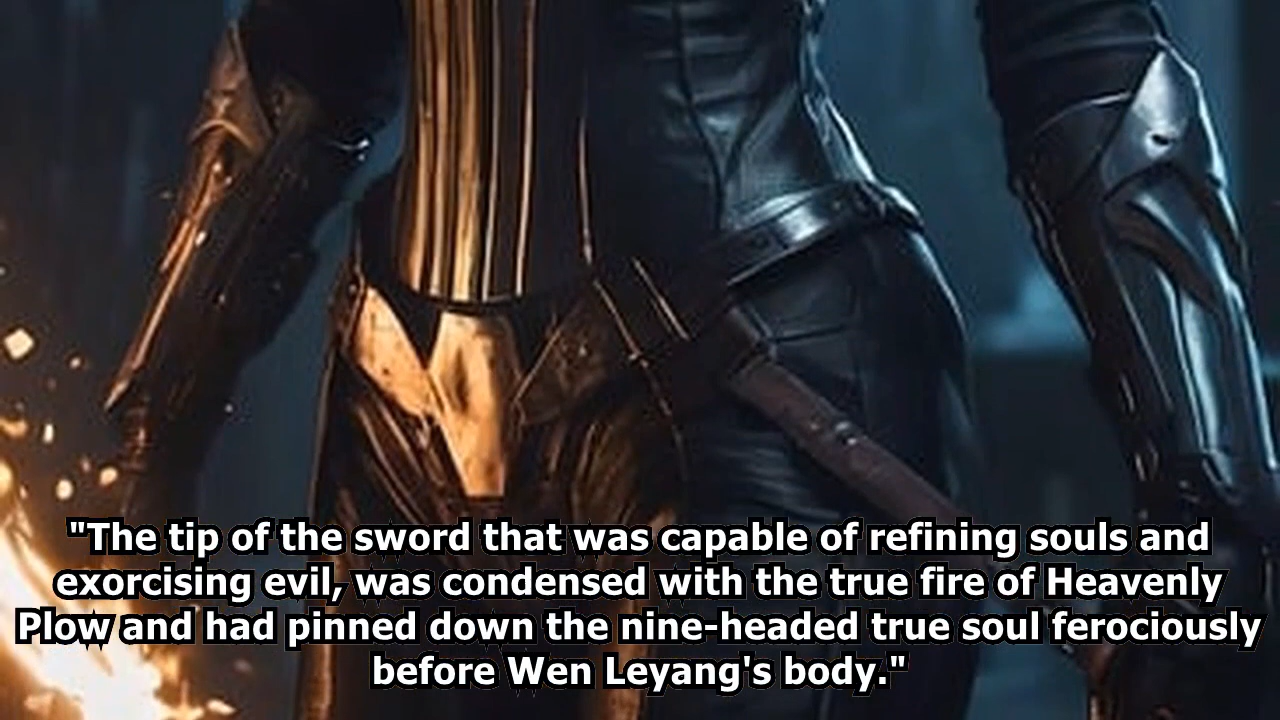 "The tip of the sword that was capable of refining souls and
exorcising evil, was condensed with the true fire of Heavenly
Plow and had pinned down the nine-headed true soul ferociously
before Wen Leyang's body."